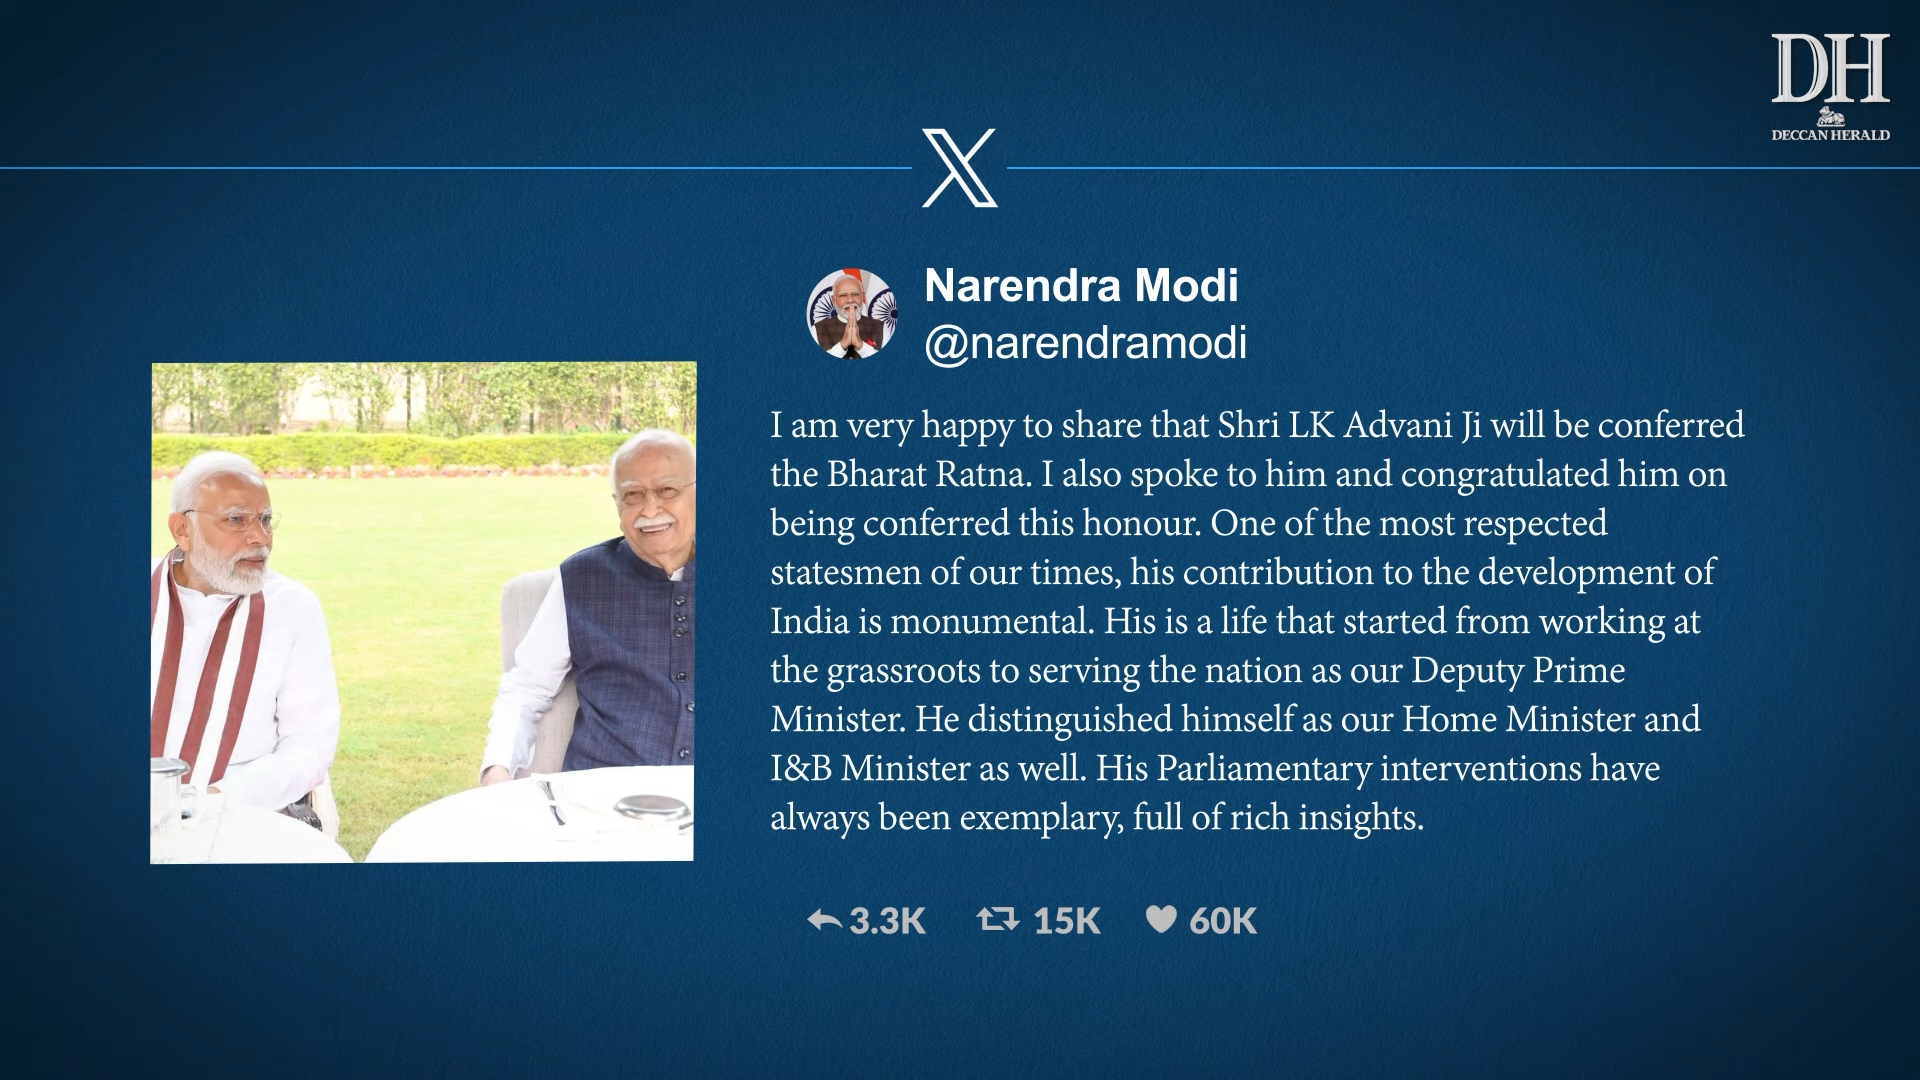 DH
DECCAN HERALD
X
Narendra Modi
@narendramodi
I am very happy to share that Shri LK Advani Ji will be conferred
the Bharat Ratna. I also spoke to him and congratulated him on
being conferred this honour. One of the most respected
statesmen of our times, his contribution to the development of
India is monumental. His is a life that started from working at
the grassroots to serving the nation as our Deputy Prime
Minister. He distinguished himself as our Home Minister and
I&B Minister as well. His Parliamentary interventions have
always been exemplary, full of rich insights.
3.3K 15K 60K